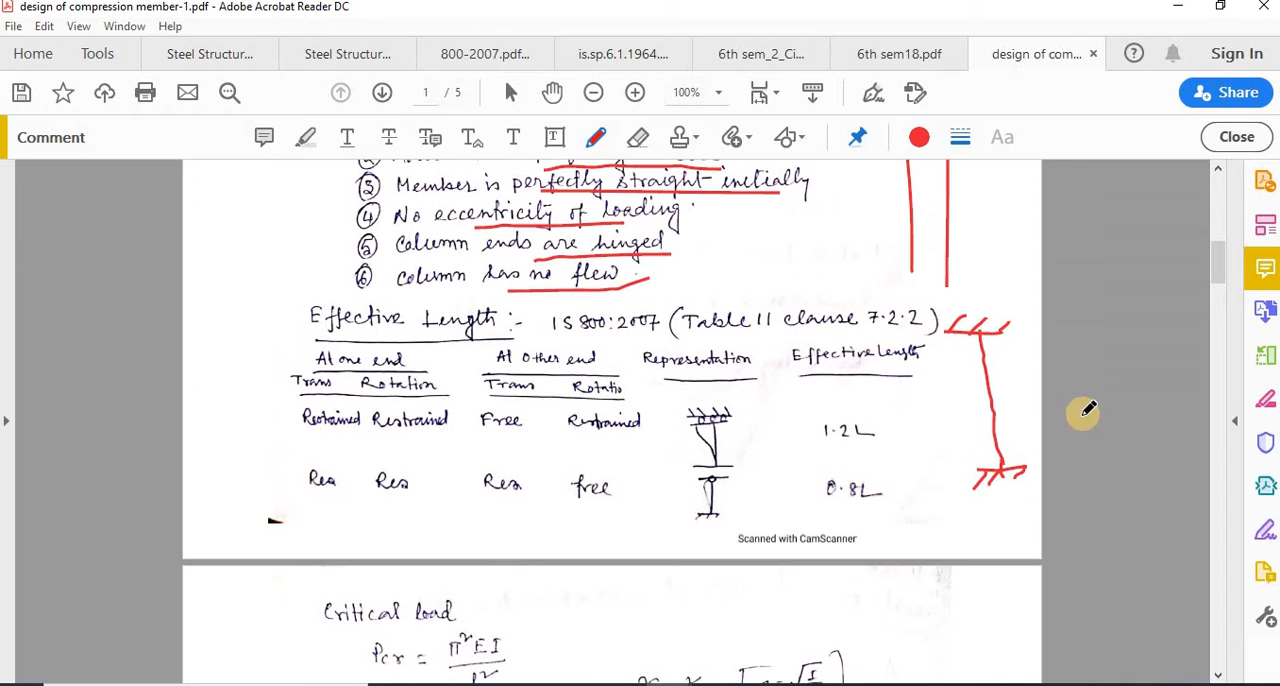 design of compression member-1.pdf - Adobe Acrobat Reader DC
File Edit View Window Help
Home Tools Steel Structur... Steel Structur... 800-2007.pdf... is.sp.6.1.1964.... 6th sem_2_Ci... 6th sem18.pdf design of com... × Sign In
1 / 5 100% Share
Comment Aa Close
③ Member is perfectly straight initially
④ No eccentricity of loading.
⑤ Column ends are hinged
⑥ Column has no flew.
Effective Length :- IS 800:2007 (Table 11 clause 7.2.2)
At one end At Other end Representation Effective Length
Trans Rotation Trans Rotatio
Restained Restrained Free Restrained 1.2L
Res Res Res free 0.8L
Scanned with CamScanner
Critical load
Pcr = π²EI